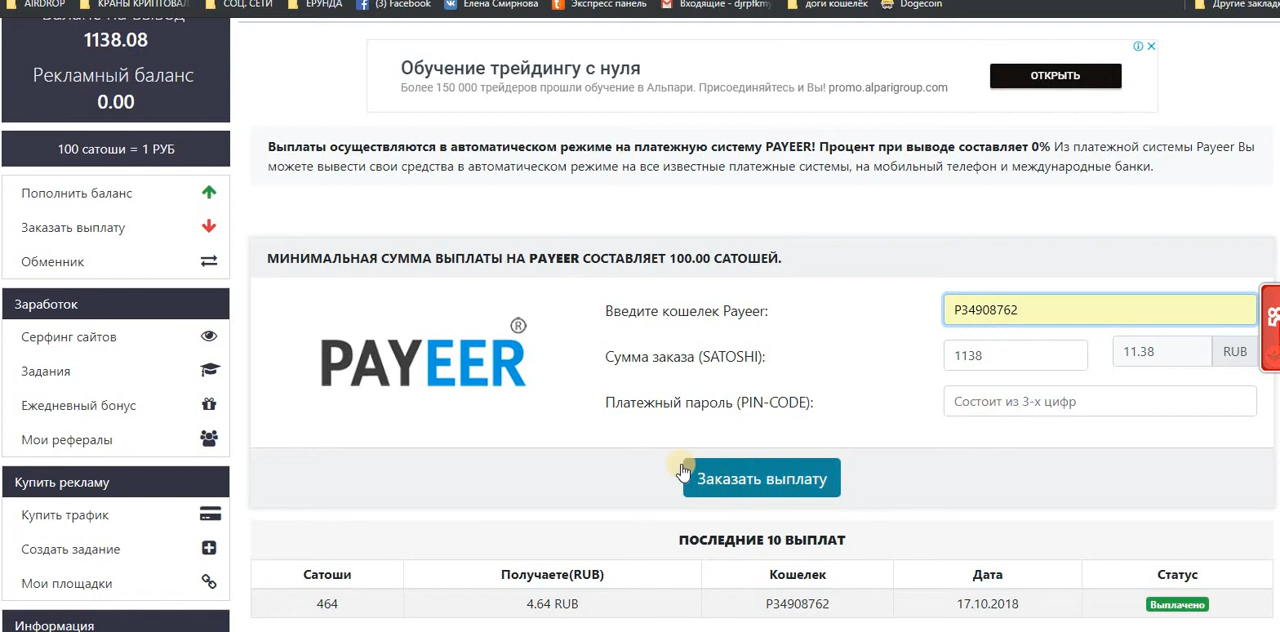 AIRDROP
КРАНЫ КРИПТОВАЛ
СОЦ. СЕТИ
ЕРУНДА
(3) Facebook
Елена Смирнова
Экспресс панель
Входящие - djrpfkmy
доги кошелёк
Dogecoin
Другие заклад
Баланс на вывод
1138.08
Рекламный баланс
0.00
100 сатоши = 1 РУБ
Пополнить баланс
Заказать выплату
Обменник
Заработок
Серфинг сайтов
Задания
Ежедневный бонус
Мои рефералы
Купить рекламу
Купить трафик
Создать задание
Мои площадки
Информация
Обучение трейдингу с нуля
Более 150 000 трейдеров прошли обучение в Альпари. Присоединяйтесь и Вы! promo.alparigroup.com
ОТКРЫТЬ
Выплаты осуществляются в автоматическом режиме на платежную систему PAYEER! Процент при выводе составляет 0% Из платежной системы Payeer Вы
можете вывести свои средства в автоматическом режиме на все известные платежные системы, на мобильный телефон и международные банки.
МИНИМАЛЬНАЯ СУММА ВЫПЛАТЫ НА PAYEER СОСТАВЛЯЕТ 100.00 САТОШЕЙ.
PAYEER ®
Введите кошелек Payeer:
P34908762
Сумма заказа (SATOSHI):
1138
11.38
RUB
Платежный пароль (PIN-CODE):
Состоит из 3-х цифр
Заказать выплату
ПОСЛЕДНИЕ 10 ВЫПЛАТ
Сатоши Получаете(RUB) Кошелек Дата Статус
464 4.64 RUB P34908762 17.10.2018 Выплачено